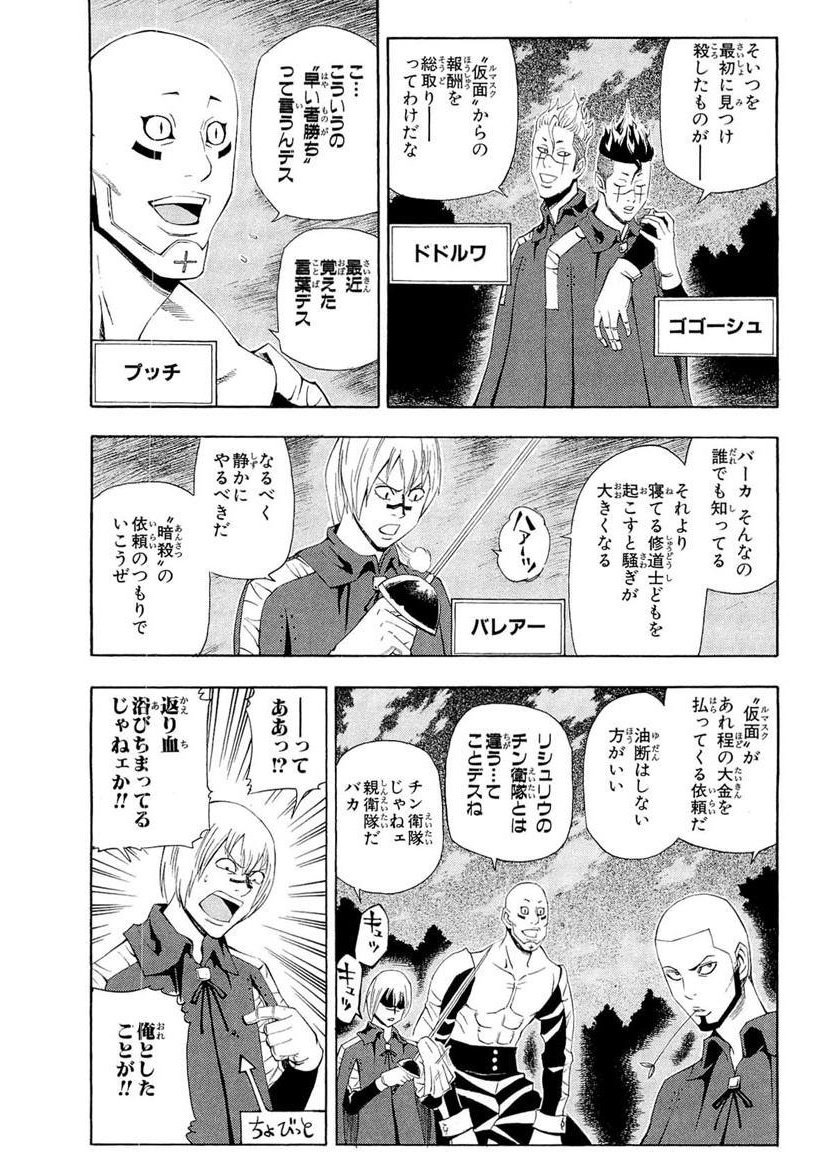 そいつを
最初に見つけ
殺したものが――
“仮面”からの
報酬を
総取り――
ってわけだな
ドドルワ
ゴゴーシュ
こ…
こういうの
“早い者勝ち”
って言うんデス
最近
覚えた
言葉デス
プッチ
バーカ そんなの
誰でも知ってる
それより
寝てる修道士どもを
起こすと騒ぎが
大きくなる
ハァーッ
バレアー
なるべく
静かに
やるべきだ
“暗殺”の
依頼のつもりで
いこうぜ
“仮面”が
あれ程の大金を
払ってくる依頼だ
油断はしない
方がいい
リシュリウの
チン衛隊とは
違う…て
ことデスね
チン衛隊
じゃねェ
親衛隊だ
バカ
キュッ
キュッ
――って
ああっ!?
返り血
浴びちまってる
じゃねェか!!
俺とした
ことが!!
ちょびっと